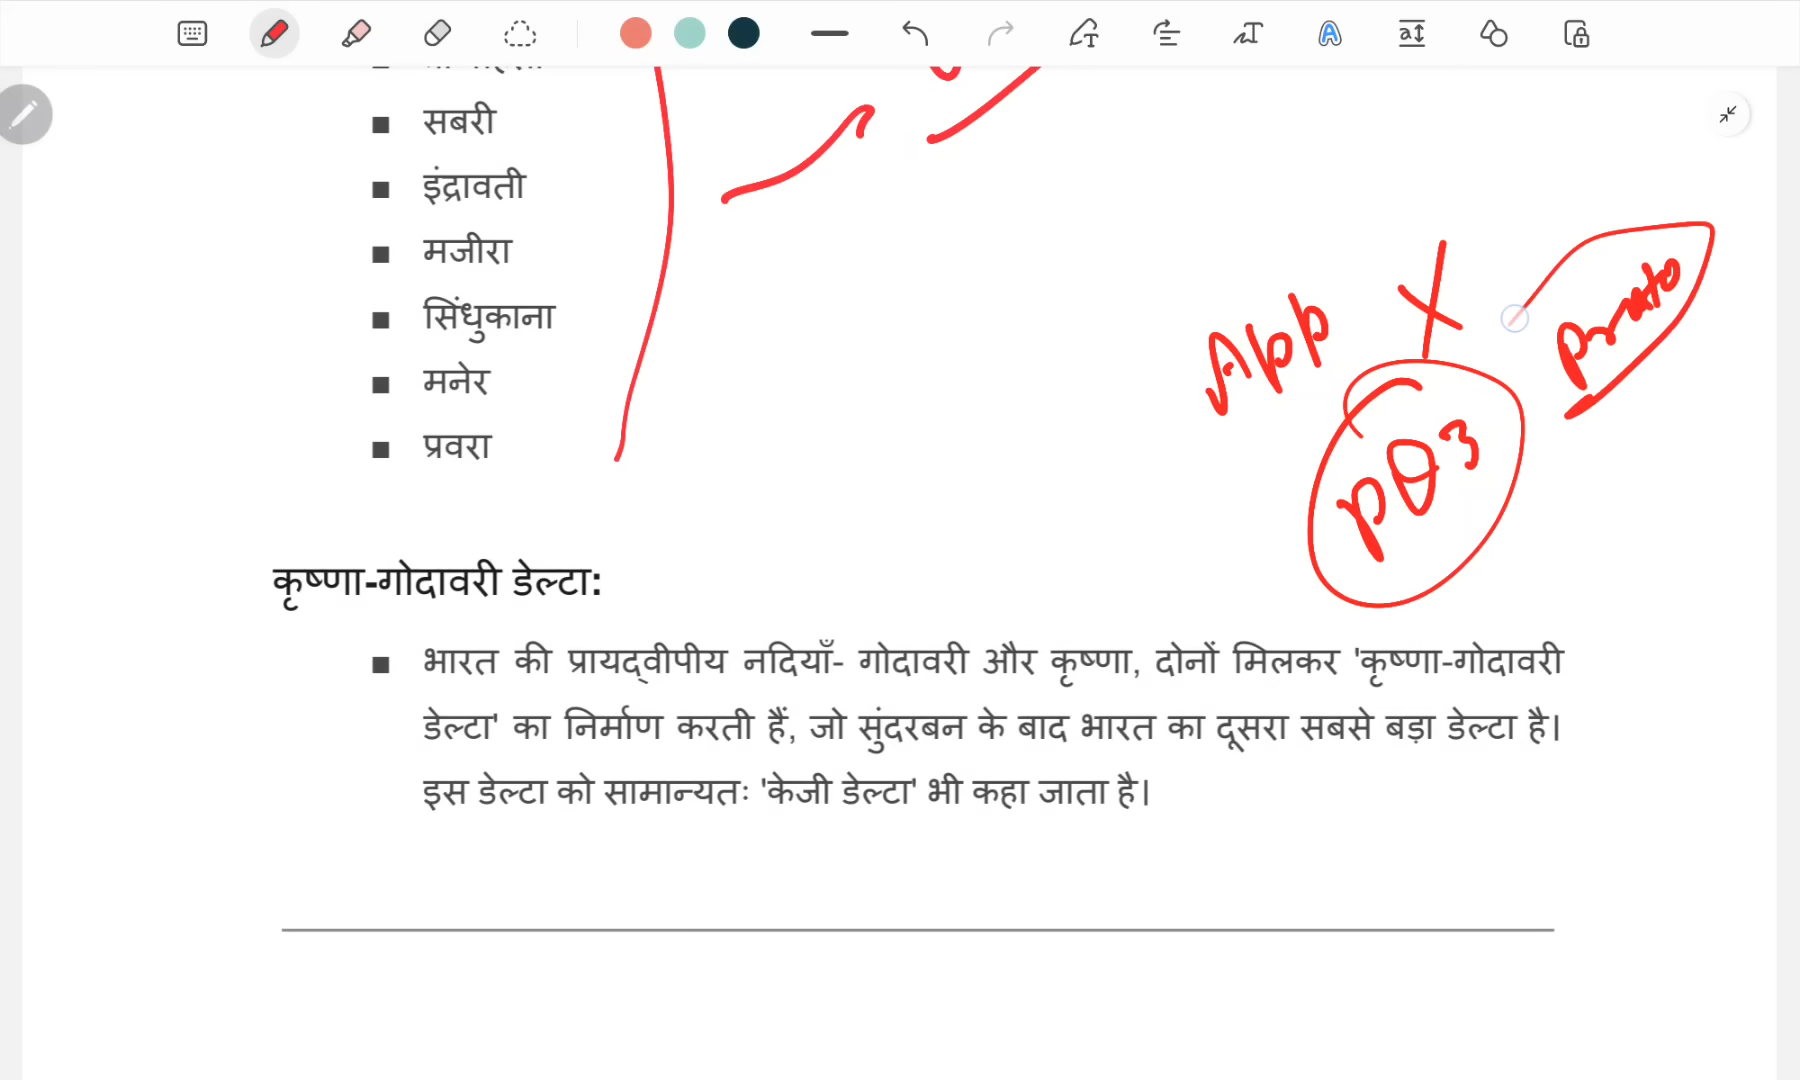 सबरी
इंद्रावती
मजीरा
सिंधुकाना
मनेर
प्रवरा
App X
कृष्णा-गोदावरी डेल्टा:
भारत की प्रायद्वीपीय नदियाँ- गोदावरी और कृष्णा, दोनों मिलकर 'कृष्णा-गोदावरी
डेल्टा' का निर्माण करती हैं, जो सुंदरबन के बाद भारत का दूसरा सबसे बड़ा डेल्टा है।
इस डेल्टा को सामान्यतः 'केजी डेल्टा' भी कहा जाता है।